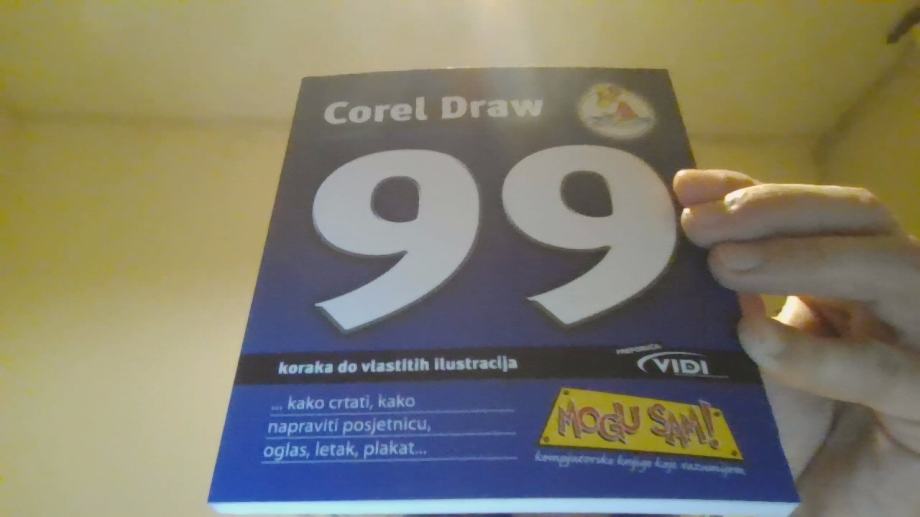 Corel Draw
99
koraka do vlastitih ilustracija
PREPORUČA
VIDI
... kako crtati, kako
napraviti posjetnicu,
oglas, letak, plakat...
MOGU SAM!
kompjutorske knjige koje razumijem